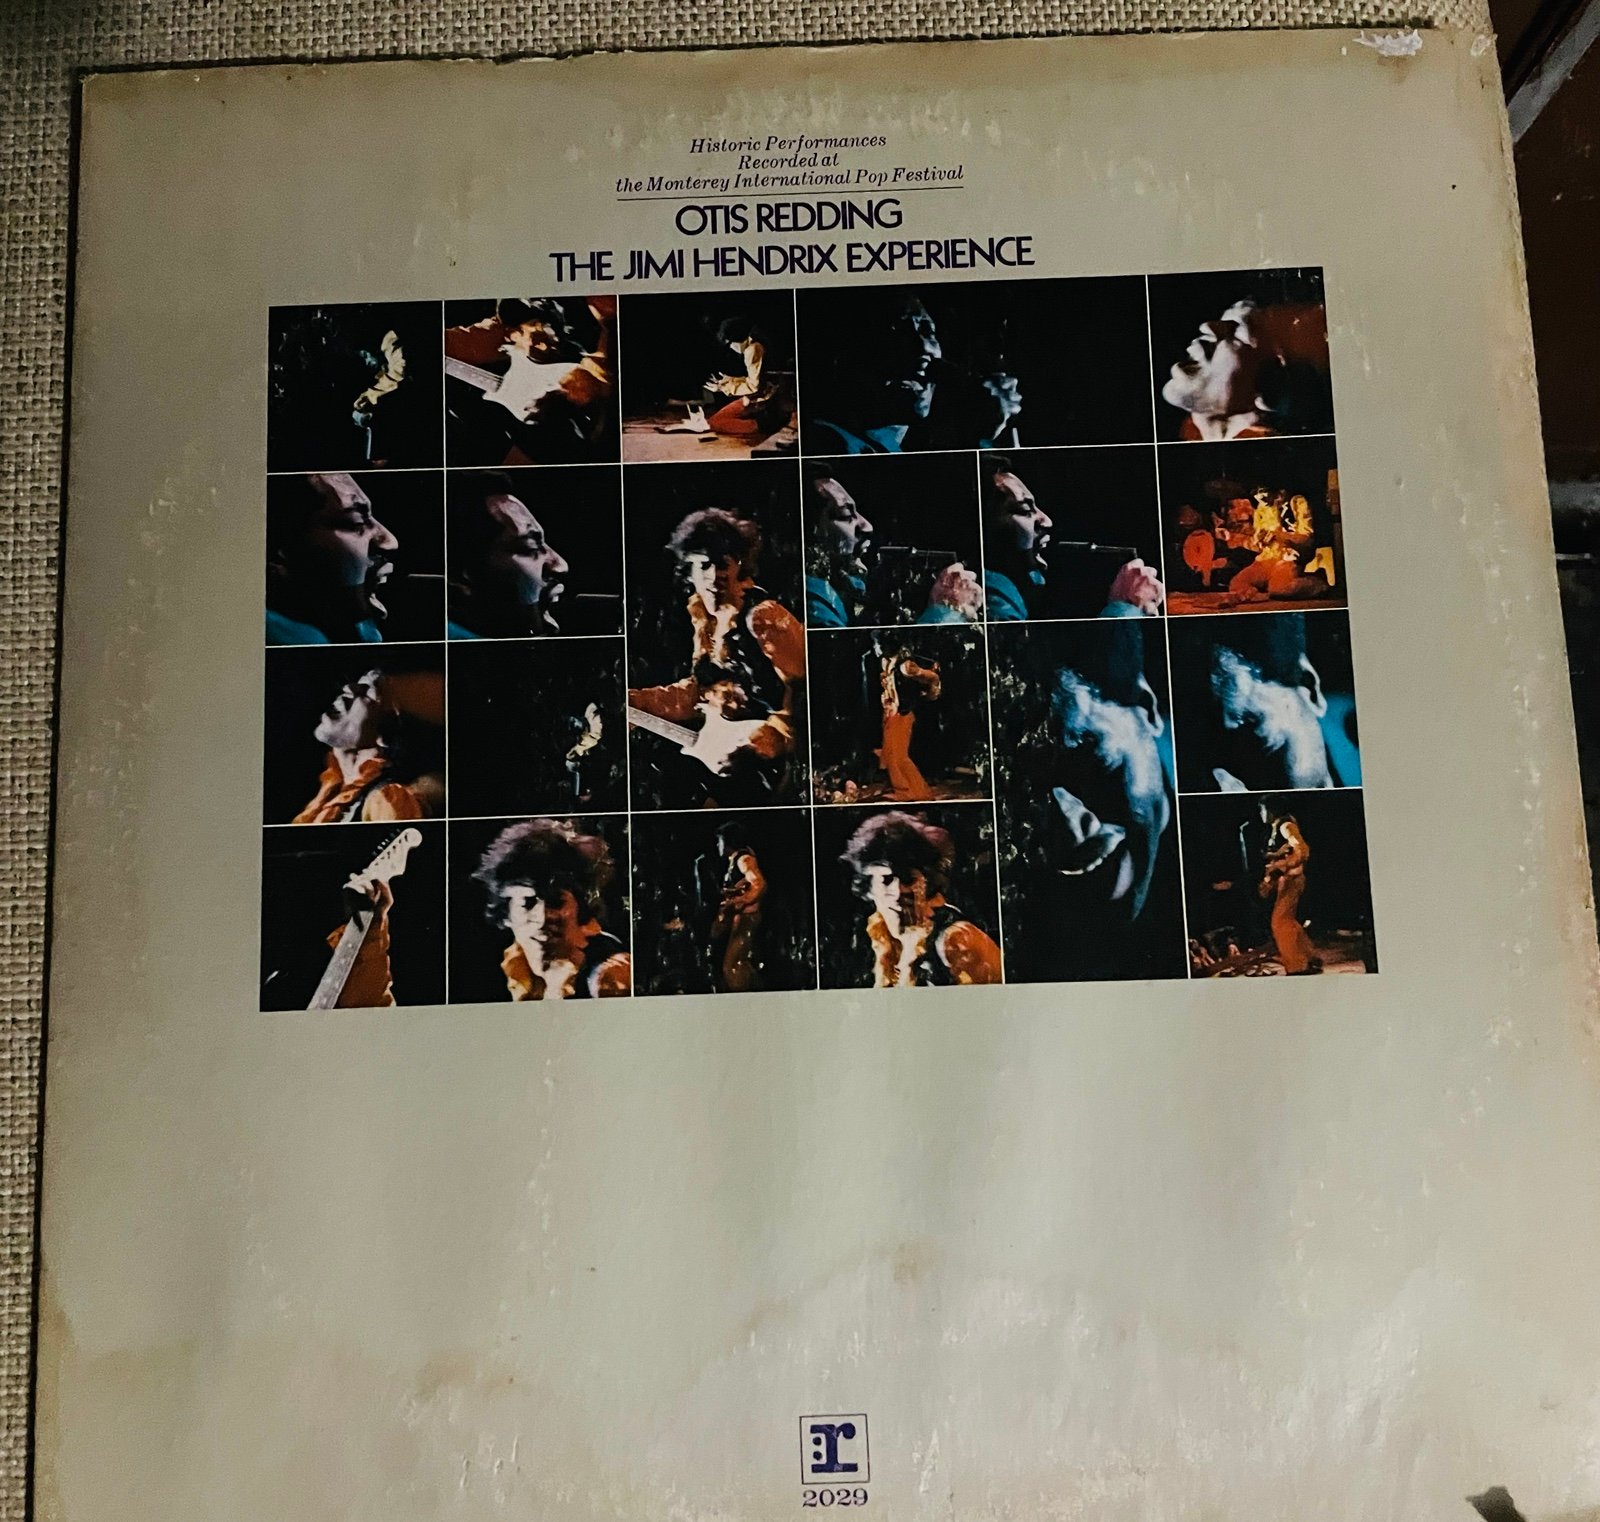 Historic Performances
Recorded at
the Monterey International Pop Festival
OTIS REDDING
THE JIMI HENDRIX EXPERIENCE
:r
2029